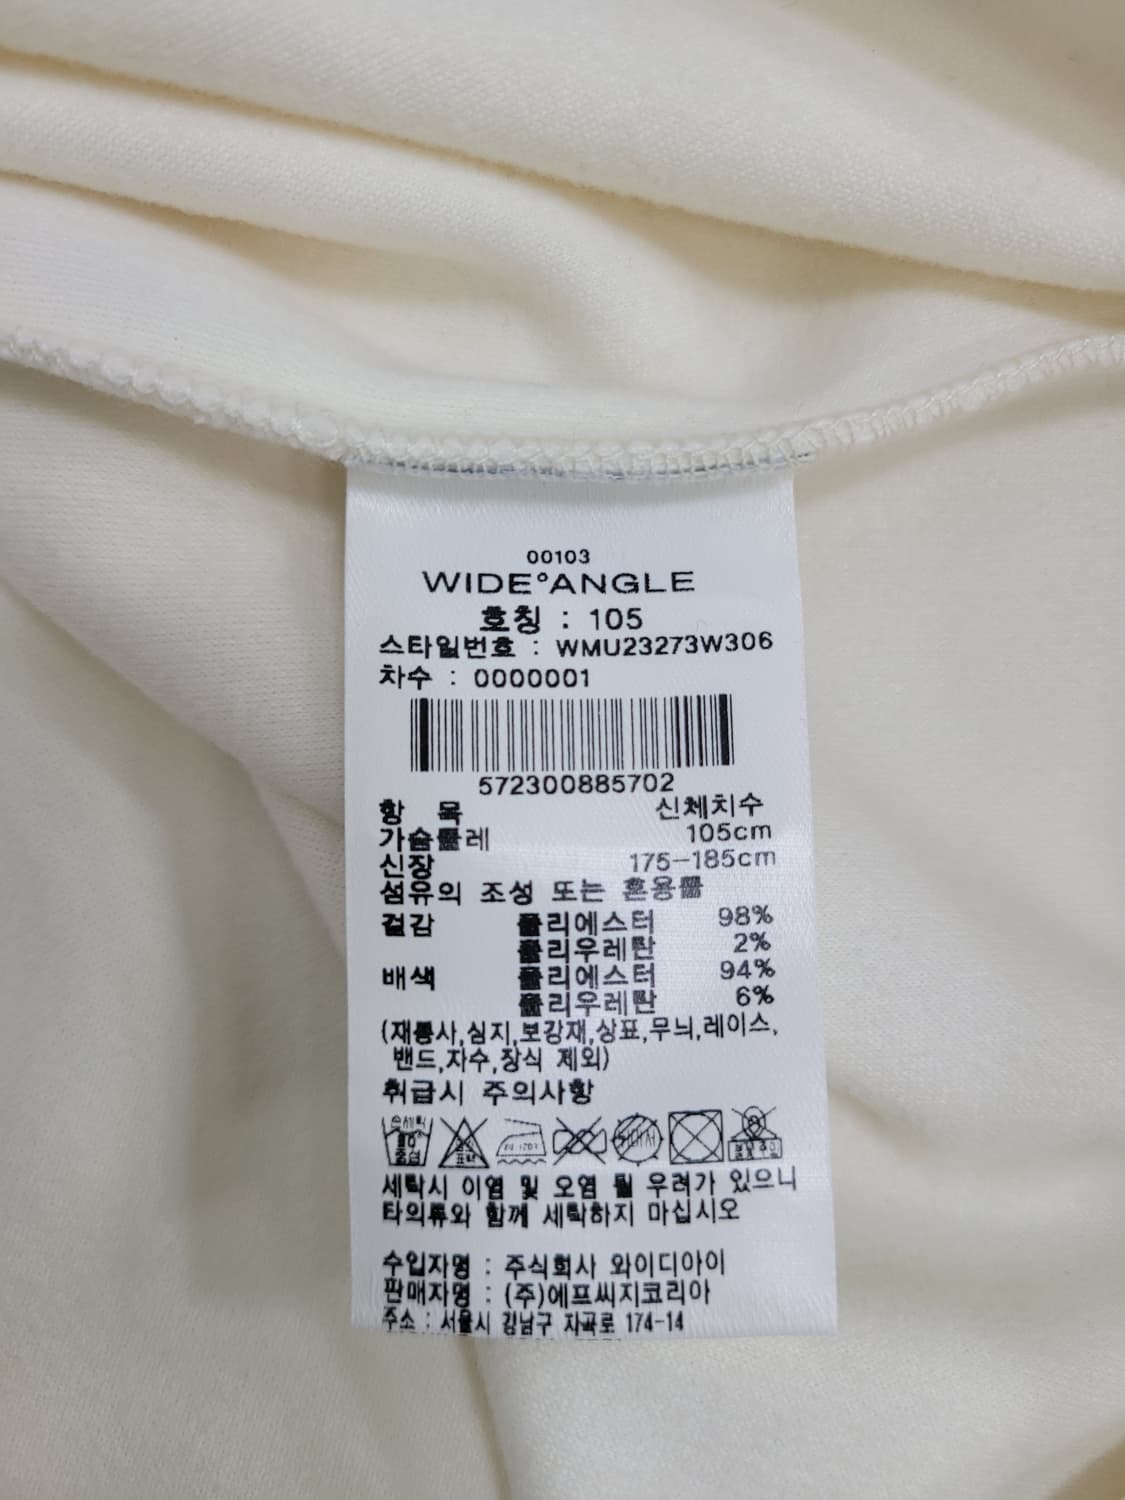 00103
WIDE°ANGLE
호칭 : 105
스타일번호 : WMU23273W306
차수 : 0000001
572300885702
항 목 신체치수
가슴둘레 105cm
신장 175-185cm
섬유의 조성 또는 혼용률
겉감 폴리에스터 98%
폴리우레탄 2%
배색 폴리에스터 94%
폴리우레탄 6%
(재봉사,심지,보강재,상표,무늬,레이스,
밴드,자수,장식 제외)
취급시 주의사항
손세탁
중성
세탁시 이염 및 오염 될 우려가 있으니
타의류와 함께 세탁하지 마십시오
수입자명 : 주식회사 와이디아이
판매자명 : (주)에프씨지코리아
주소 : 서울시 강남구 자곡로 174-14